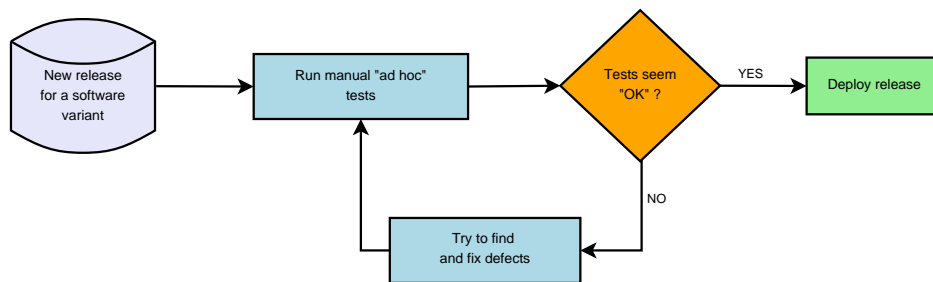 New release
for a software
variant
Run manual "ad hoc"
tests
Tests seem
"OK" ?
YES
Deploy release
NO
Try to find
and fix defects